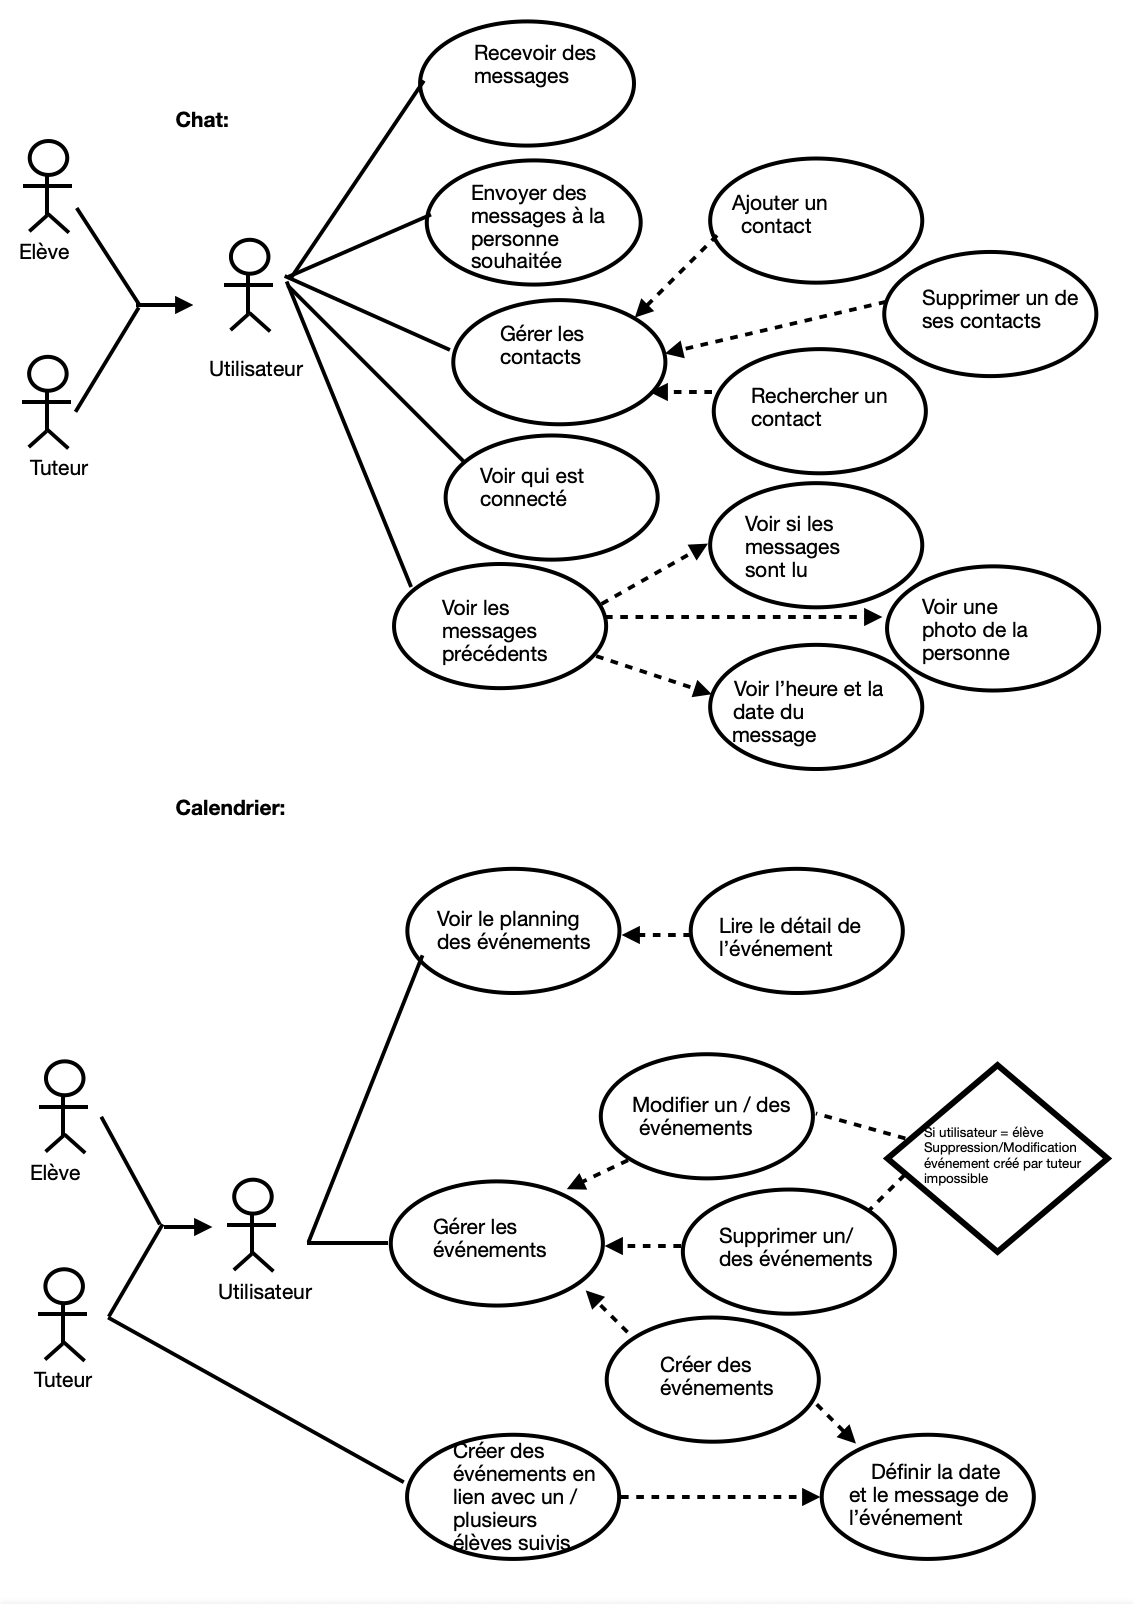 Recevoir des
messages
Chat:
Elève
Envoyer des
messages à la
personne
souhaitée
Ajouter un
contact
Supprimer un de
ses contacts
Utilisateur
Gérer les
contacts
Rechercher un
contact
Tuteur
Voir qui est
connecté
Voir si les
messages
sont lu
Voir les
messages
précédents
Voir une
photo de la
personne
Voir l’heure et la
date du
message
Calendrier:
Voir le planning
des événements
Lire le détail de
l’événement
Elève
Modifier un / des
événements
Si utilisateur = élève
Suppression/Modification
événement créé par tuteur
impossible
Utilisateur
Gérer les
événements
Supprimer un/
des événements
Tuteur
Créer des
événements
Créer des
événements en
lien avec un /
plusieurs
élèves suivis
Définir la date
et le message de
l’événement